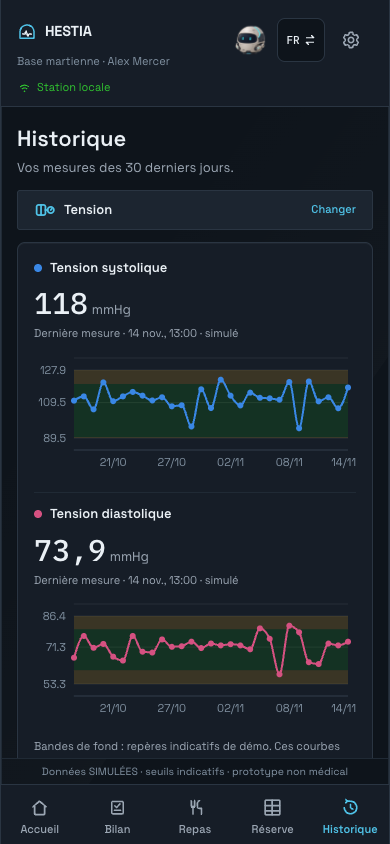 HESTIA
Base martienne · Alex Mercer
FR
Station locale
Historique
Vos mesures des 30 derniers jours.
Tension
Changer
Tension systolique
118 mmHg
Dernière mesure · 14 nov., 13:00 · simulé
127.9
109.5
89.5
21/10 27/10 02/11 08/11 14/11
Tension diastolique
73,9 mmHg
Dernière mesure · 14 nov., 13:00 · simulé
86.4
71.3
53.3
21/10 27/10 02/11 08/11 14/11
Bandes de fond : repères indicatifs de démo. Ces courbes
Données SIMULÉES · seuils indicatifs · prototype non médical
Accueil Bilan Repas Réserve Historique